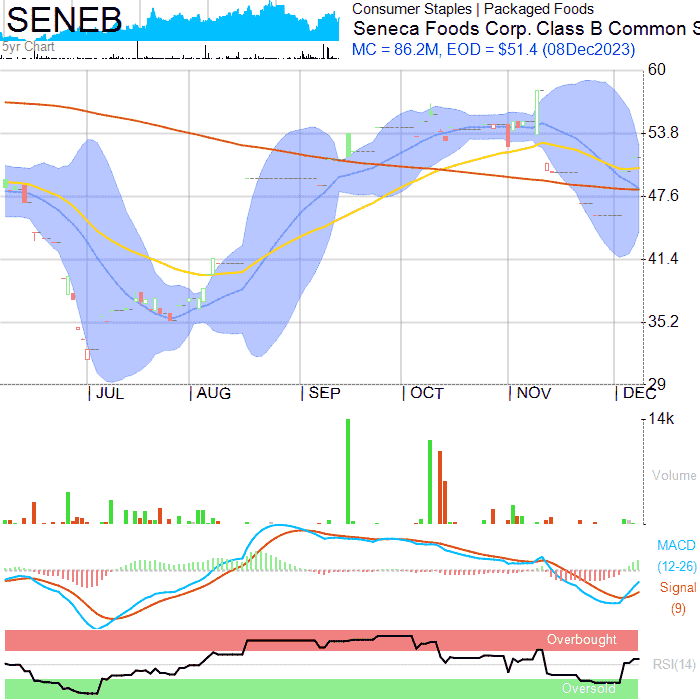 SENEB
5yr Chart
Consumer Staples | Packaged Foods
Seneca Foods Corp. Class B Common S
MC = 86.2M, EOD = $51.4 (08Dec2023)
60
53.8
47.6
41.4
35.2
29
JUL AUG SEP OCT NOV DEC
14k
Volume
MACD
(12-26)
Signal
(9)
Overbought
RSI(14)
Oversold